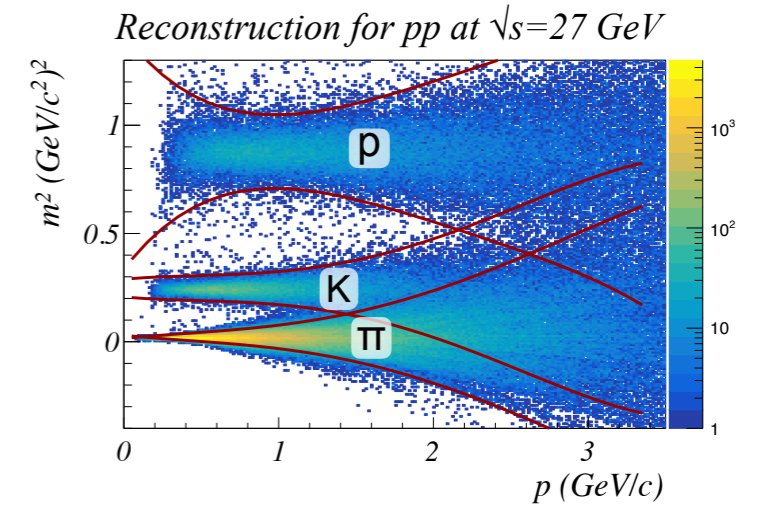 Reconstruction for pp at √s=27 GeV
m² (GeV/c²)²
1
0.5
0
p
K
π
0 1 2 3
p (GeV/c)
10³
10²
10
1